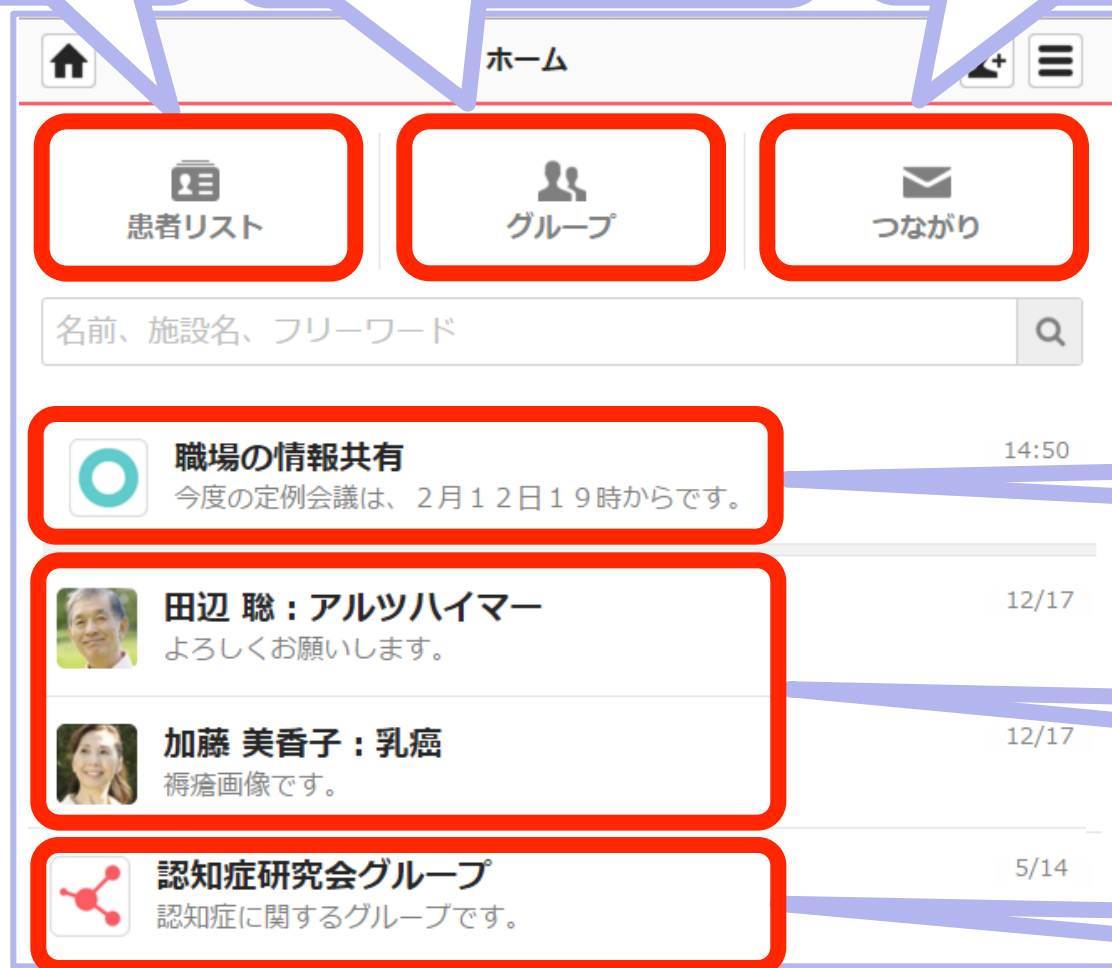 ホーム
患者リスト
グループ
つながり
名前、施設名、フリーワード
職場の情報共有
14:50
今度の定例会議は、２月１２日１９時からです。
田辺 聡：アルツハイマー
12/17
よろしくお願いします。
加藤 美香子：乳癌
12/17
褥瘡画像です。
認知症研究会グループ
5/14
認知症に関するグループです。